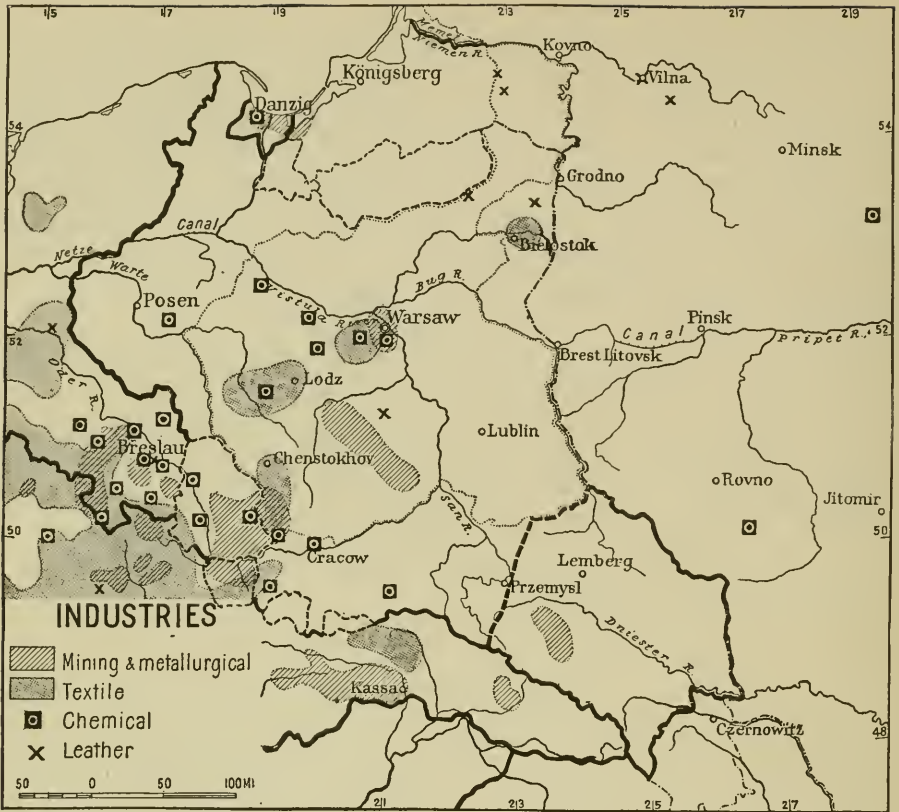 15 17 19 23 25 27 29
Memel
Niemen R.
Kovno
Königsberg
Vilna
Danzig
54 54
Minsk
Grodno
Canal
Bielostok
Netze
Warte
Bug R.
Posen
Vistula River
Warsaw
Pinsk
52 Canal 52
Pripet R.
Brest Litovsk
Oder R.
Lodz
Lublin
Breslau
Chenstokhov
Rovno
Jitomir
San R.
50 50
Cracow
Lemberg
Przemysl
INDUSTRIES
Dniester R.
Mining & metallurgical
Textile
Kassa
Chemical
Czernowitz
48
Leather
50 0 50 100 Mi.
21 23 25 27